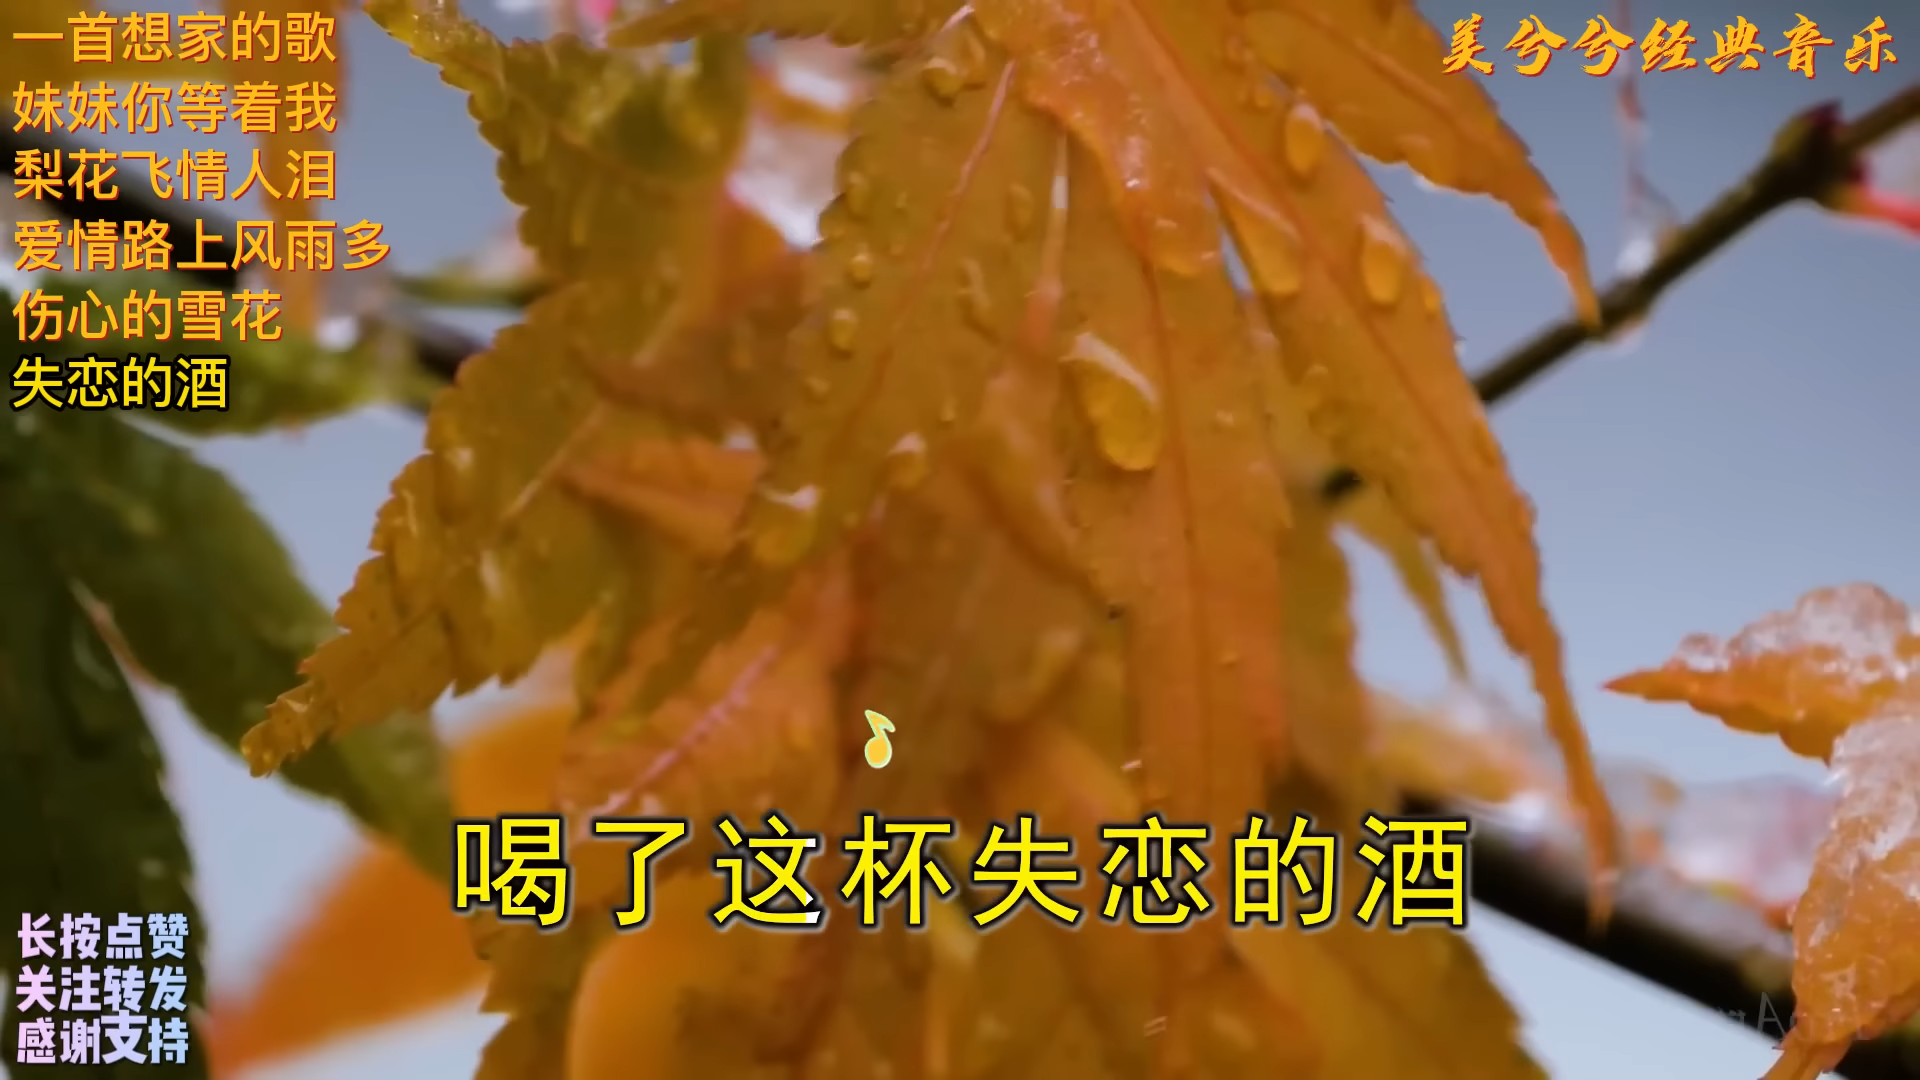 一首想家的歌
妹妹你等着我
梨花飞情人泪
爱情路上风雨多
伤心的雪花
失恋的酒
美兮兮经典音乐
喝了这杯失恋的酒
长按点赞
关注转发
感谢支持